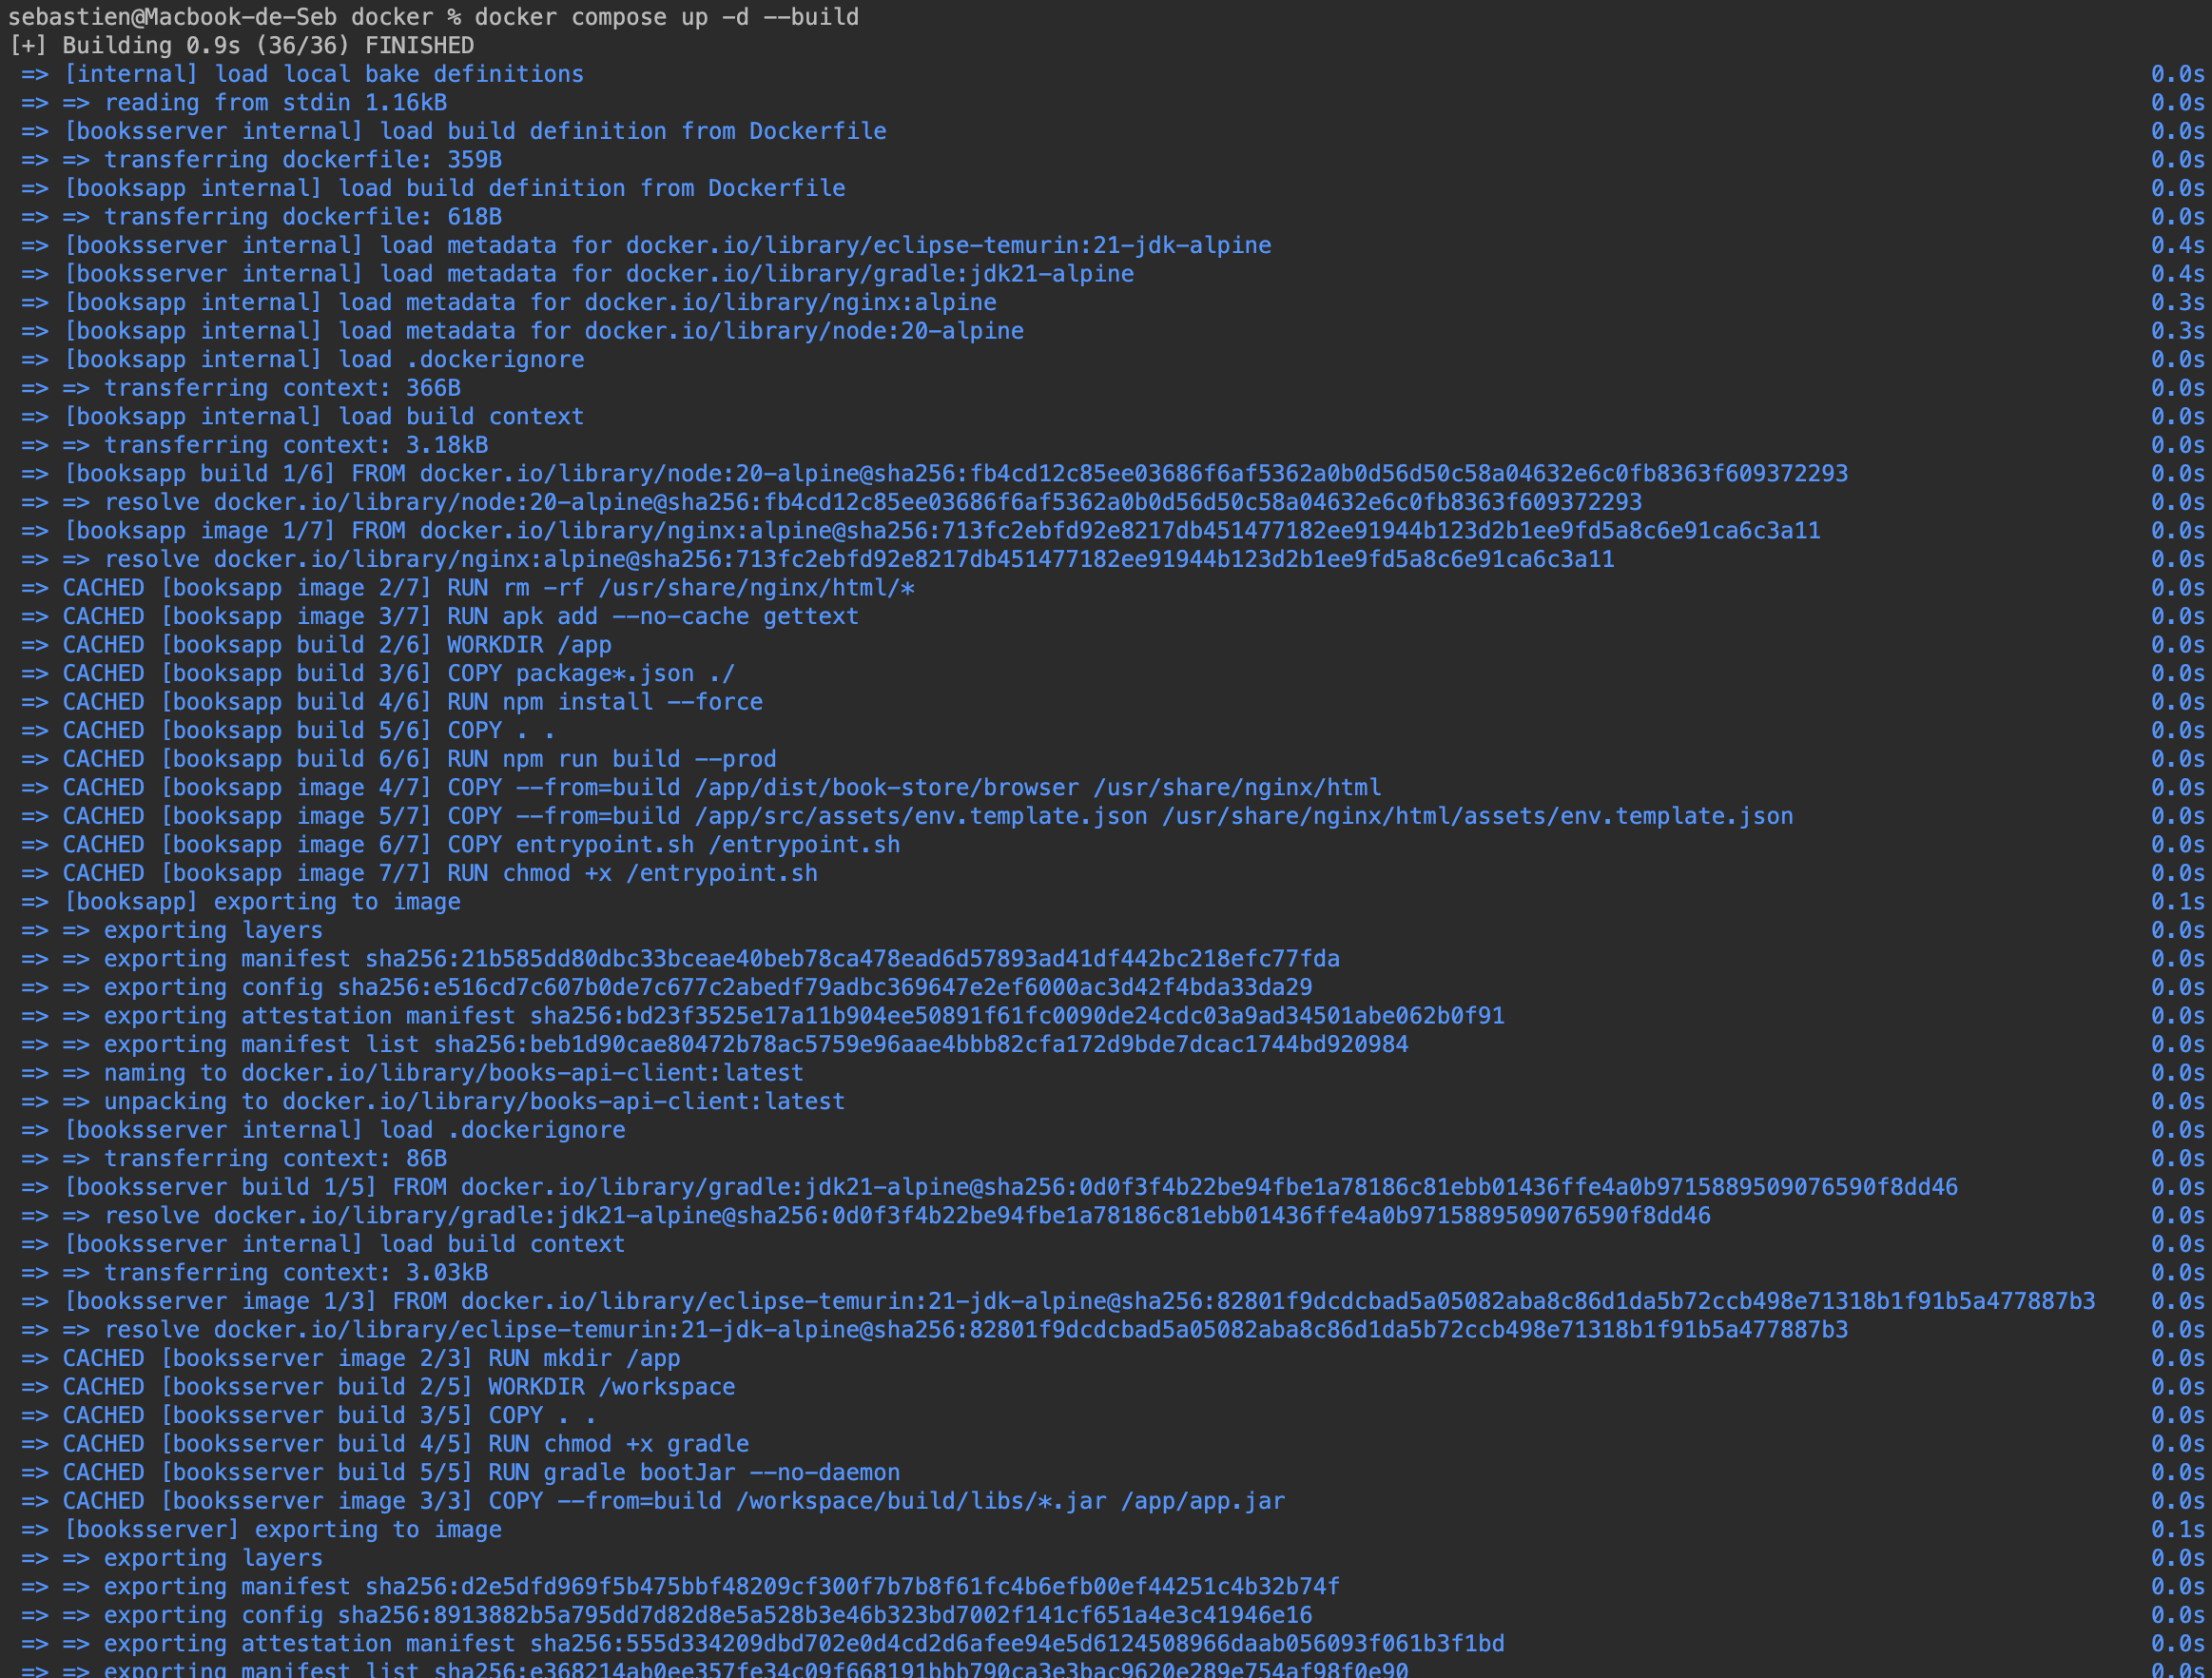 sebastien@Macbook-de-Seb docker % docker compose up -d --build
[+] Building 0.9s (36/36) FINISHED
=> [internal] load local bake definitions 0.0s
=> => reading from stdin 1.16kB 0.0s
=> [booksserver internal] load build definition from Dockerfile 0.0s
=> => transferring dockerfile: 359B 0.0s
=> [booksapp internal] load build definition from Dockerfile 0.0s
=> => transferring dockerfile: 618B 0.0s
=> [booksserver internal] load metadata for docker.io/library/eclipse-temurin:21-jdk-alpine 0.4s
=> [booksserver internal] load metadata for docker.io/library/gradle:jdk21-alpine 0.4s
=> [booksapp internal] load metadata for docker.io/library/nginx:alpine 0.3s
=> [booksapp internal] load metadata for docker.io/library/node:20-alpine 0.3s
=> [booksapp internal] load .dockerignore 0.0s
=> => transferring context: 366B 0.0s
=> [booksapp internal] load build context 0.0s
=> => transferring context: 3.18kB 0.0s
=> [booksapp build 1/6] FROM docker.io/library/node:20-alpine@sha256:fb4cd12c85ee03686f6af5362a0b0d56d50c58a04632e6c0fb8363f609372293 0.0s
=> => resolve docker.io/library/node:20-alpine@sha256:fb4cd12c85ee03686f6af5362a0b0d56d50c58a04632e6c0fb8363f609372293 0.0s
=> [booksapp image 1/7] FROM docker.io/library/nginx:alpine@sha256:713fc2ebfd92e8217db451477182ee91944b123d2b1ee9fd5a8c6e91ca6c3a11 0.0s
=> => resolve docker.io/library/nginx:alpine@sha256:713fc2ebfd92e8217db451477182ee91944b123d2b1ee9fd5a8c6e91ca6c3a11 0.0s
=> CACHED [booksapp image 2/7] RUN rm -rf /usr/share/nginx/html/* 0.0s
=> CACHED [booksapp image 3/7] RUN apk add --no-cache gettext 0.0s
=> CACHED [booksapp build 2/6] WORKDIR /app 0.0s
=> CACHED [booksapp build 3/6] COPY package*.json ./ 0.0s
=> CACHED [booksapp build 4/6] RUN npm install --force 0.0s
=> CACHED [booksapp build 5/6] COPY . . 0.0s
=> CACHED [booksapp build 6/6] RUN npm run build --prod 0.0s
=> CACHED [booksapp image 4/7] COPY --from=build /app/dist/book-store/browser /usr/share/nginx/html 0.0s
=> CACHED [booksapp image 5/7] COPY --from=build /app/src/assets/env.template.json /usr/share/nginx/html/assets/env.template.json 0.0s
=> CACHED [booksapp image 6/7] COPY entrypoint.sh /entrypoint.sh 0.0s
=> CACHED [booksapp image 7/7] RUN chmod +x /entrypoint.sh 0.0s
=> [booksapp] exporting to image 0.1s
=> => exporting layers 0.0s
=> => exporting manifest sha256:21b585dd80dbc33bceae40beb78ca478ead6d57893ad41df442bc218efc77fda 0.0s
=> => exporting config sha256:e516cd7c607b0de7c677c2abedf79adbc369647e2ef6000ac3d42f4bda33da29 0.0s
=> => exporting attestation manifest sha256:bd23f3525e17a11b904ee50891f61fc0090de24cdc03a9ad34501abe062b0f91 0.0s
=> => exporting manifest list sha256:beb1d90cae80472b78ac5759e96aae4bbb82cfa172d9bde7dcac1744bd920984 0.0s
=> => naming to docker.io/library/books-api-client:latest 0.0s
=> => unpacking to docker.io/library/books-api-client:latest 0.0s
=> [booksserver internal] load .dockerignore 0.0s
=> => transferring context: 86B 0.0s
=> [booksserver build 1/5] FROM docker.io/library/gradle:jdk21-alpine@sha256:0d0f3f4b22be94fbe1a78186c81ebb01436ffe4a0b9715889509076590f8dd46 0.0s
=> => resolve docker.io/library/gradle:jdk21-alpine@sha256:0d0f3f4b22be94fbe1a78186c81ebb01436ffe4a0b9715889509076590f8dd46 0.0s
=> [booksserver internal] load build context 0.0s
=> => transferring context: 3.03kB 0.0s
=> [booksserver image 1/3] FROM docker.io/library/eclipse-temurin:21-jdk-alpine@sha256:82801f9dcdcbad5a05082aba8c86d1da5b72ccb498e71318b1f91b5a477887b3 0.0s
=> => resolve docker.io/library/eclipse-temurin:21-jdk-alpine@sha256:82801f9dcdcbad5a05082aba8c86d1da5b72ccb498e71318b1f91b5a477887b3 0.0s
=> CACHED [booksserver image 2/3] RUN mkdir /app 0.0s
=> CACHED [booksserver build 2/5] WORKDIR /workspace 0.0s
=> CACHED [booksserver build 3/5] COPY . . 0.0s
=> CACHED [booksserver build 4/5] RUN chmod +x gradle 0.0s
=> CACHED [booksserver build 5/5] RUN gradle bootJar --no-daemon 0.0s
=> CACHED [booksserver image 3/3] COPY --from=build /workspace/build/libs/*.jar /app/app.jar 0.0s
=> [booksserver] exporting to image 0.1s
=> => exporting layers 0.0s
=> => exporting manifest sha256:d2e5dfd969f5b475bbf48209cf300f7b7b8f61fc4b6efb00ef44251c4b32b74f 0.0s
=> => exporting config sha256:8913882b5a795dd7d82d8e5a528b3e46b323bd7002f141cf651a4e3c41946e16 0.0s
=> => exporting attestation manifest sha256:555d334209dbd702e0d4cd2d6afee94e5d6124508966daab056093f061b3f1bd 0.0s
=> => exporting manifest list sha256:e368214ab0ee357fe34c09f668191bbb790ca3e3bac9620e289e754af98f0e90 0.0s